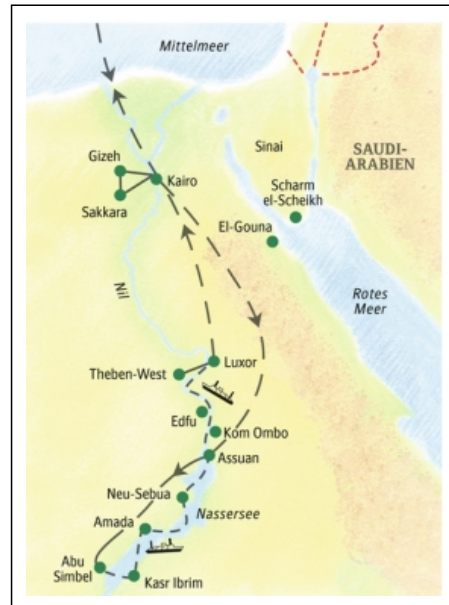 Mittelmeer
Gizeh
Sinai
SAUDI-
ARABIEN
Kairo
Sakkara
Scharm
el-Scheikh
El-Gouna
Nil
Rotes
Meer
Luxor
Theben-West
Edfu
Kom Ombo
Assuan
Neu-Sebua
Nassersee
Amada
Abu
Simbel
Kasr Ibrim